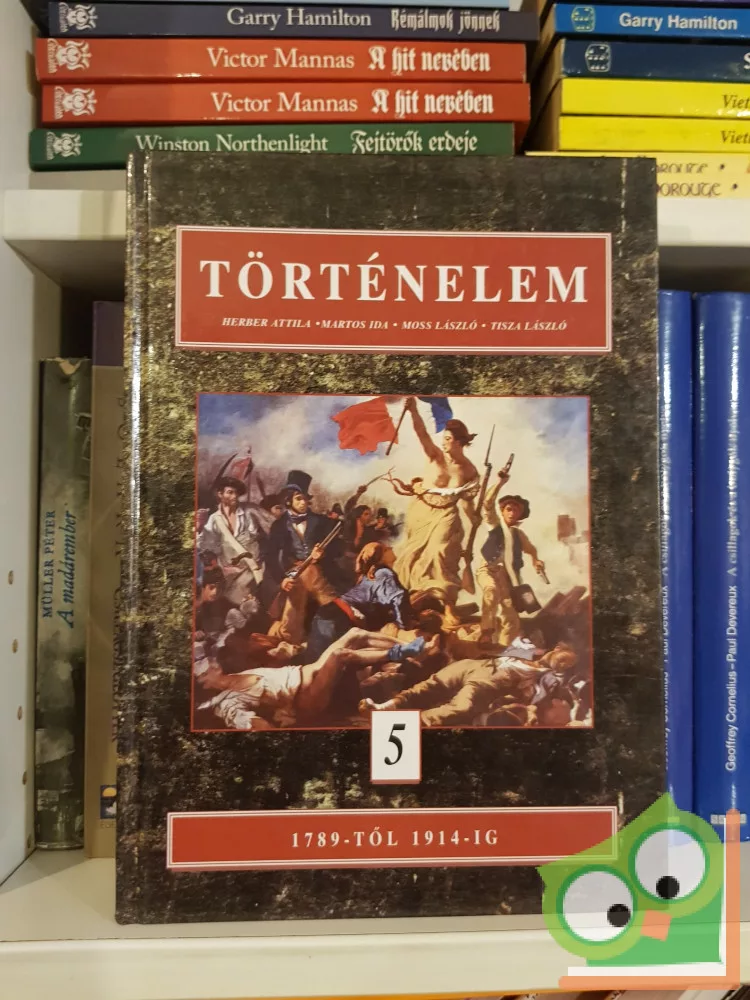 Garry Hamilton Rémálmok jönnek
Victor Mannas A hit nevében
Victor Mannas A hit nevében
Winston Northenlight Fejtörők erdeje
Garry Hamilton
TÖRTÉNELEM
HERBER ATTILA • MARTOS IDA • MOSS LÁSZLÓ • TISZA LÁSZLÓ
5
1789-TŐL 1914-IG
MÜLLER PÉTER
A madárember
Geoffrey Cornelius – Paul Devereux